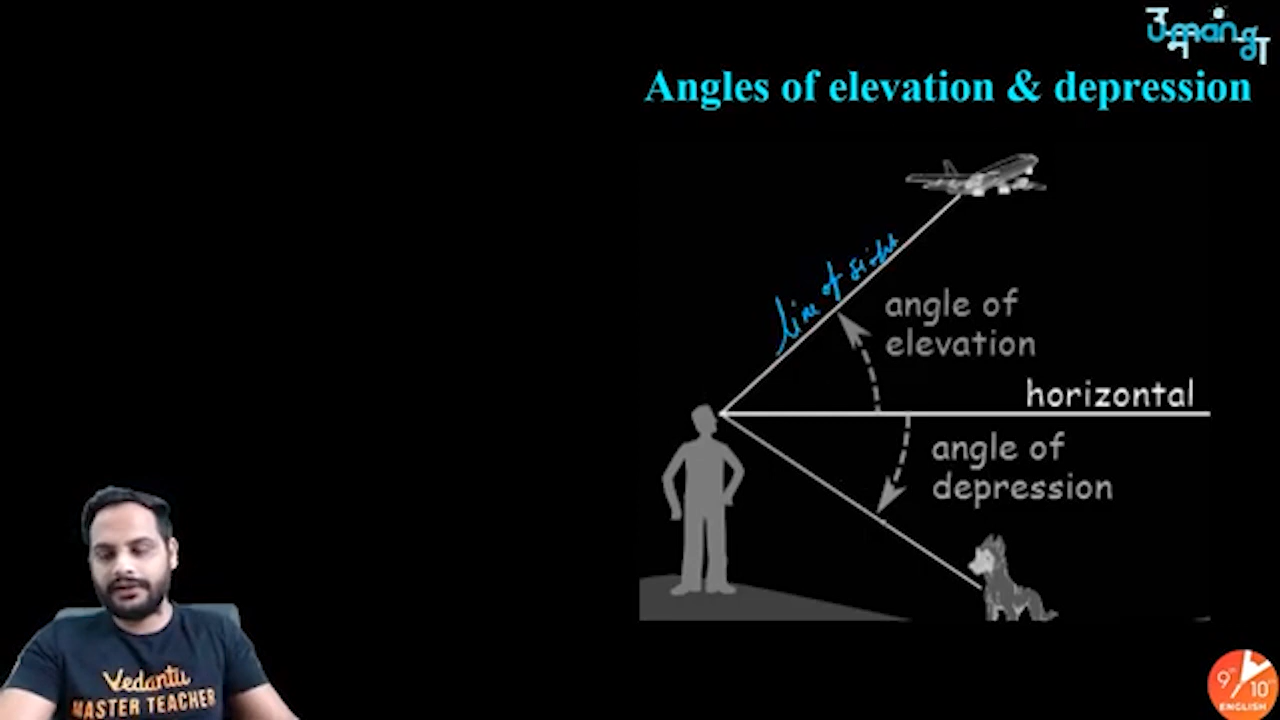 उमंग
umang
Angles of elevation & depression
line of sight
angle of
elevation
horizontal
angle of
depression
Vedantu
MASTER TEACHER
9th
10th
ENGLISH